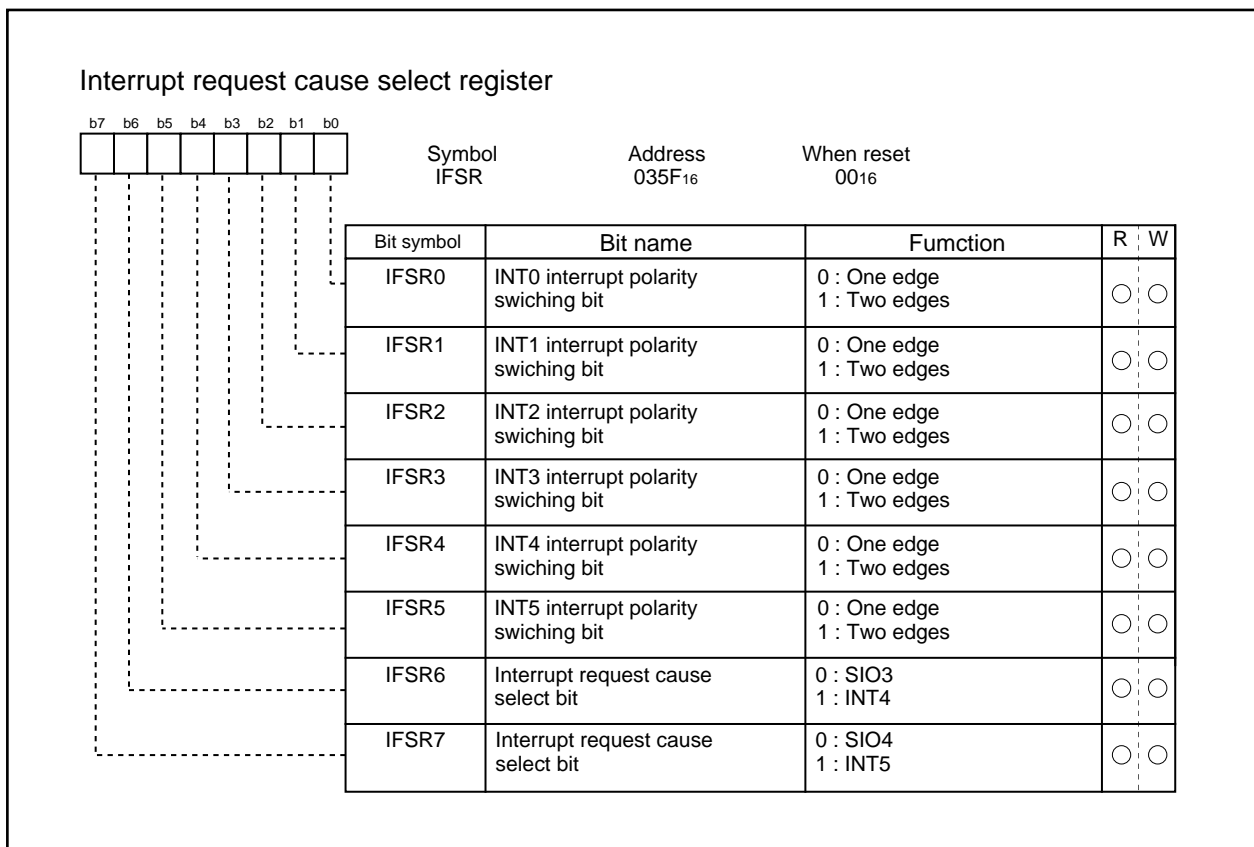 Interrupt request cause select register
b7 b6 b5 b4 b3 b2 b1 b0
Symbol Address When reset
IFSR 035F16 0016
Bit symbol Bit name Fumction R W
IFSR0 INT0 interrupt polarity 0 : One edge
swiching bit 1 : Two edges
IFSR1 INT1 interrupt polarity 0 : One edge
swiching bit 1 : Two edges
IFSR2 INT2 interrupt polarity 0 : One edge
swiching bit 1 : Two edges
IFSR3 INT3 interrupt polarity 0 : One edge
swiching bit 1 : Two edges
IFSR4 INT4 interrupt polarity 0 : One edge
swiching bit 1 : Two edges
IFSR5 INT5 interrupt polarity 0 : One edge
swiching bit 1 : Two edges
IFSR6 Interrupt request cause 0 : SIO3
select bit 1 : INT4
IFSR7 Interrupt request cause 0 : SIO4
select bit 1 : INT5